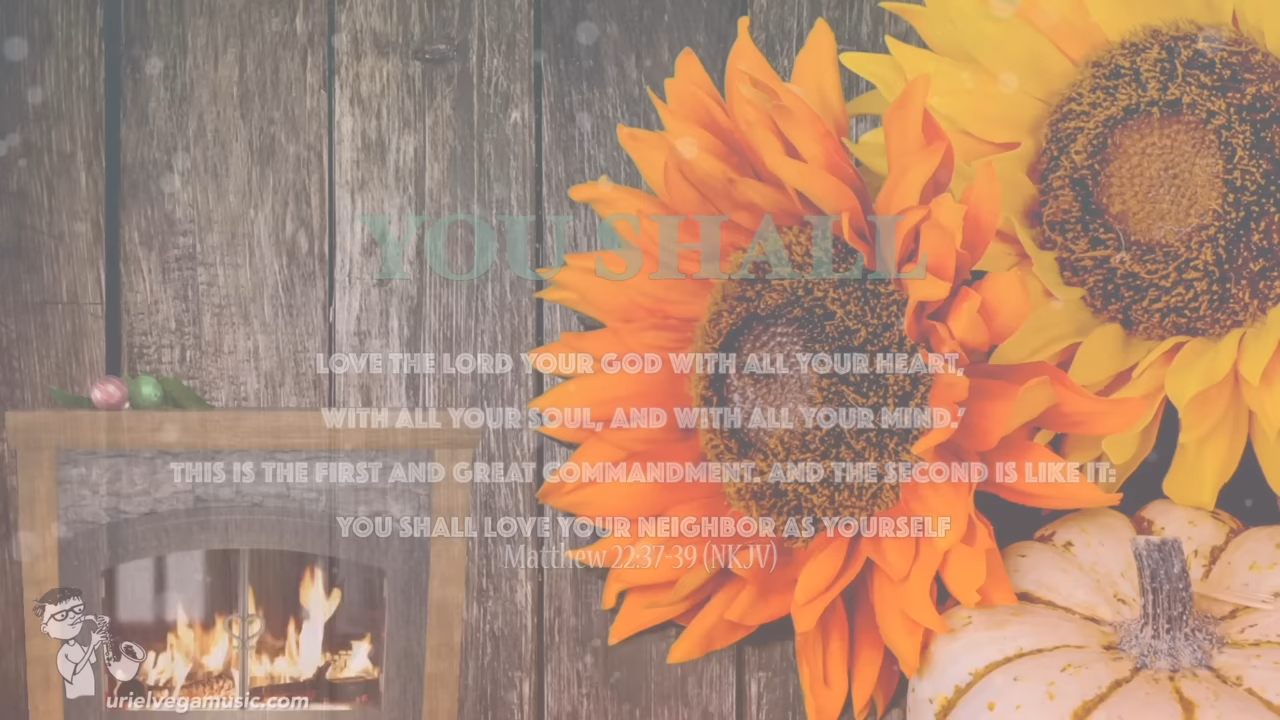 YOU SHALL
LOVE THE LORD YOUR GOD WITH ALL YOUR HEART,
WITH ALL YOUR SOUL, AND WITH ALL YOUR MIND.’
THIS IS THE FIRST AND GREAT COMMANDMENT. AND THE SECOND IS LIKE IT:
YOU SHALL LOVE YOUR NEIGHBOR AS YOURSELF
Matthew 22:37-39 (NKJV)
urielvegamusic.com